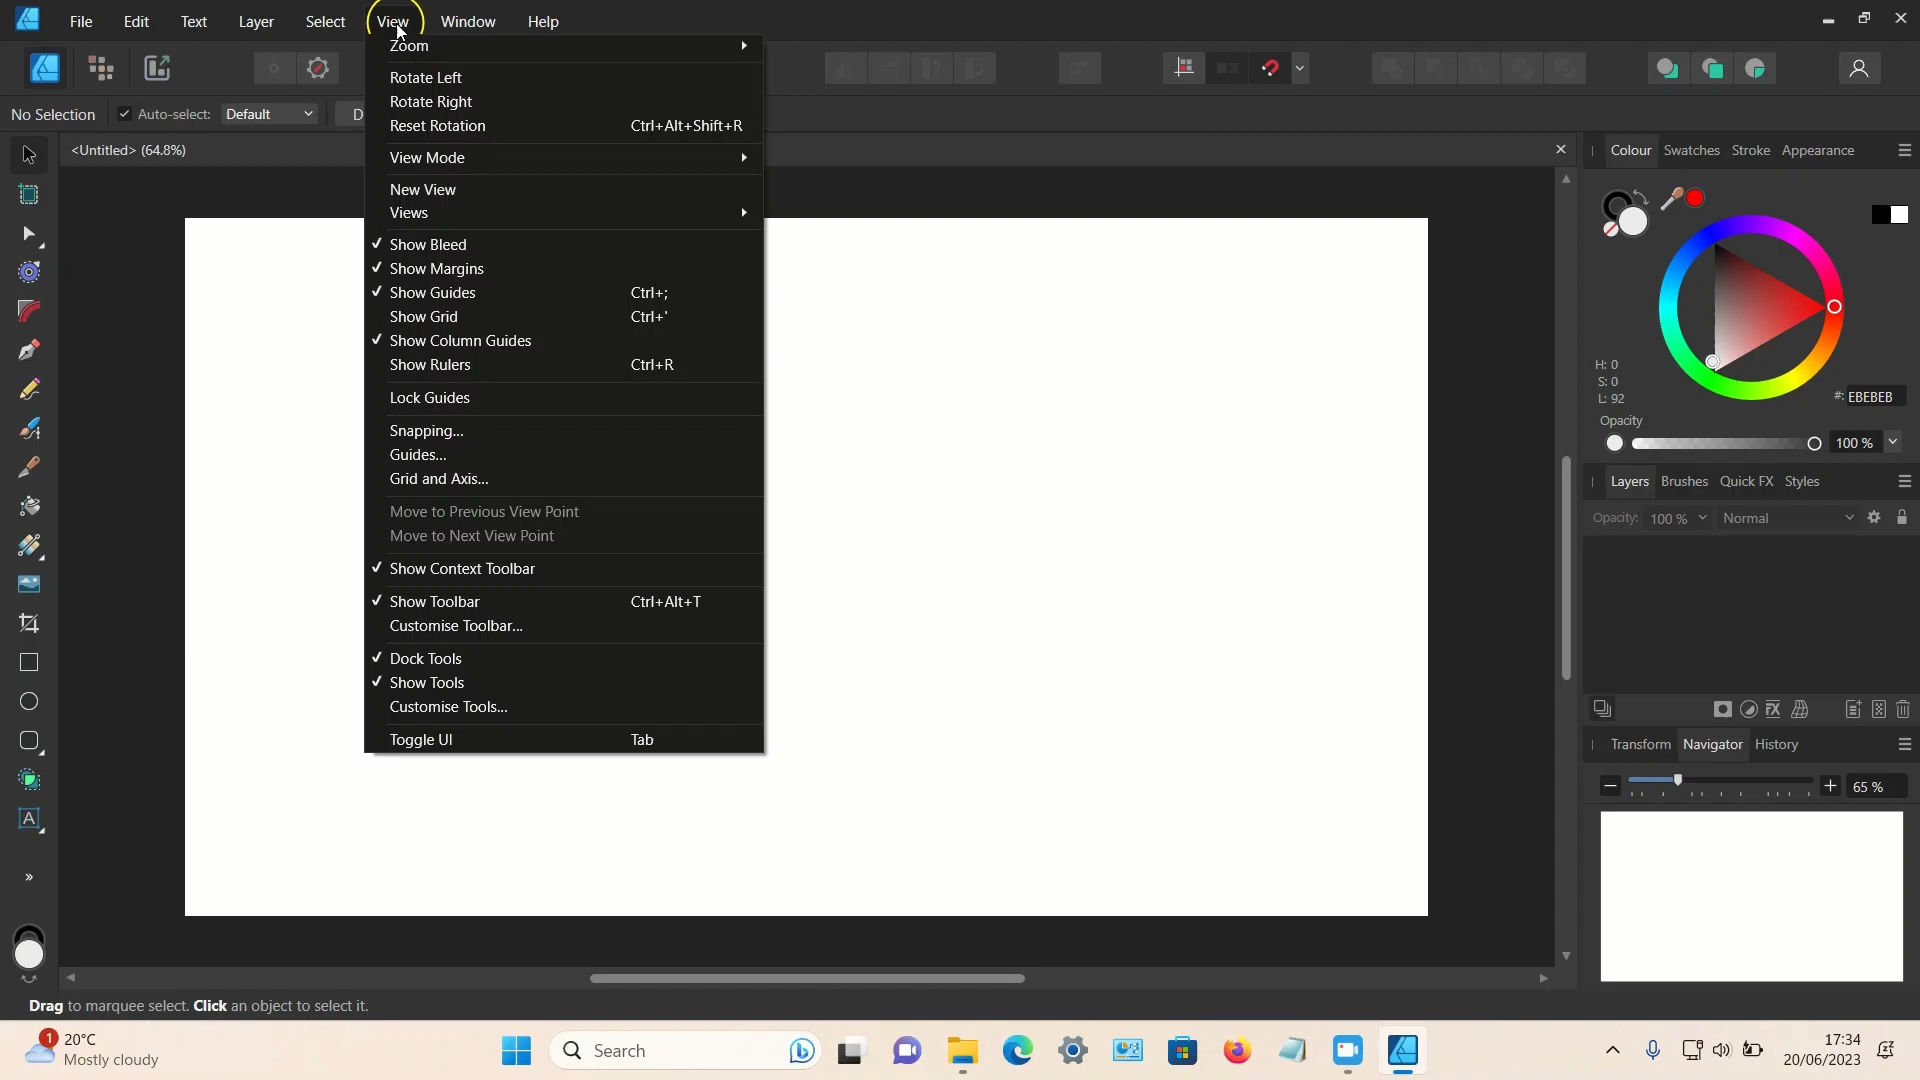 File Edit Text Layer Select View Window Help
No Selection Auto-select: Default D
<Untitled> (64.8%)
Zoom
Rotate Left
Rotate Right
Reset Rotation Ctrl+Alt+Shift+R
View Mode
New View
Views
Show Bleed
Show Margins
Show Guides Ctrl+;
Show Grid Ctrl+'
Show Column Guides
Show Rulers Ctrl+R
Lock Guides
Snapping...
Guides...
Grid and Axis...
Move to Previous View Point
Move to Next View Point
Show Context Toolbar
Show Toolbar Ctrl+Alt+T
Customise Toolbar...
Dock Tools
Show Tools
Customise Tools...
Toggle UI Tab
Colour Swatches Stroke Appearance
H: 0
S: 0
L: 92
#: EBEBEB
Opacity
100 %
Layers Brushes Quick FX Styles
Opacity: 100 % Normal
FX
Transform Navigator History
65 %
A
Drag to marquee select. Click an object to select it.
1
20°C
Mostly cloudy
Search
17:34
20/06/2023